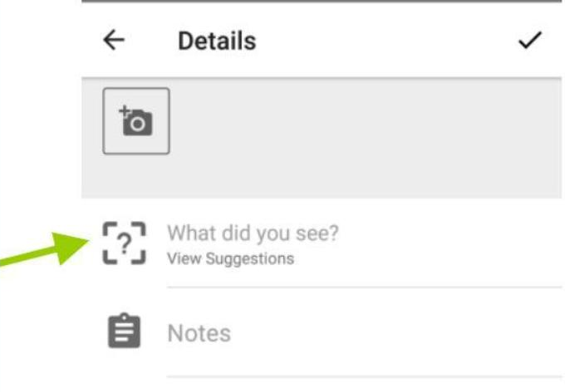 Details
What did you see?
View Suggestions
Notes